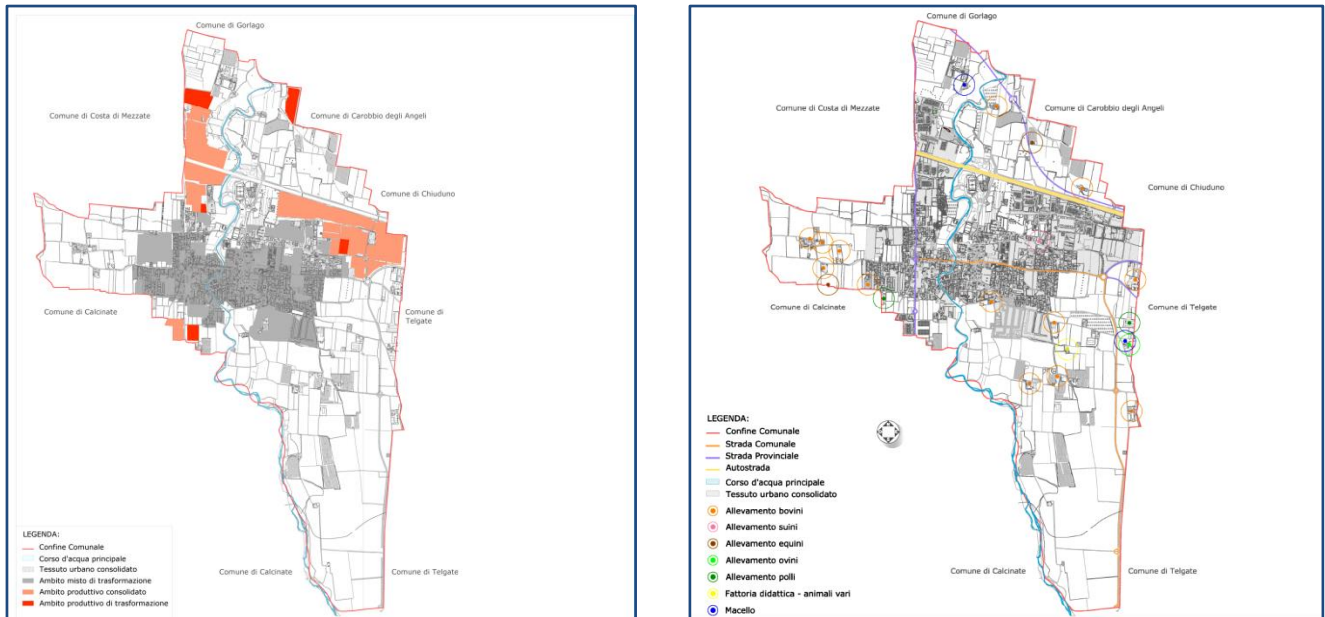 Comune di Gorlago
Comune di Costa di Mezzate
Comune di Carobbio degli Angeli
Comune di Chiuduno
Comune di Calcinate
Comune di
Telgate
LEGENDA:
Confine Comunale
Corso d'acqua principale
Tessuto urbano consolidato
Ambito misto di trasformazione
Ambito produttivo consolidato
Ambito produttivo di trasformazione
Comune di Calcinate
Comune di Telgate
Comune di Gorlago
Comune di Costa di Mezzate
Comune di Carobbio degli Angeli
Comune di Chiuduno
Comune di Calcinate
Comune di Telgate
LEGENDA:
Confine Comunale
Strada Comunale
Strada Provinciale
Autostrada
Corso d'acqua principale
Tessuto urbano consolidato
Allevamento bovini
Allevamento suini
Allevamento equini
Allevamento ovini
Allevamento polli
Fattoria didattica - animali vari
Macello
Comune di Calcinate
Comune di Telgate